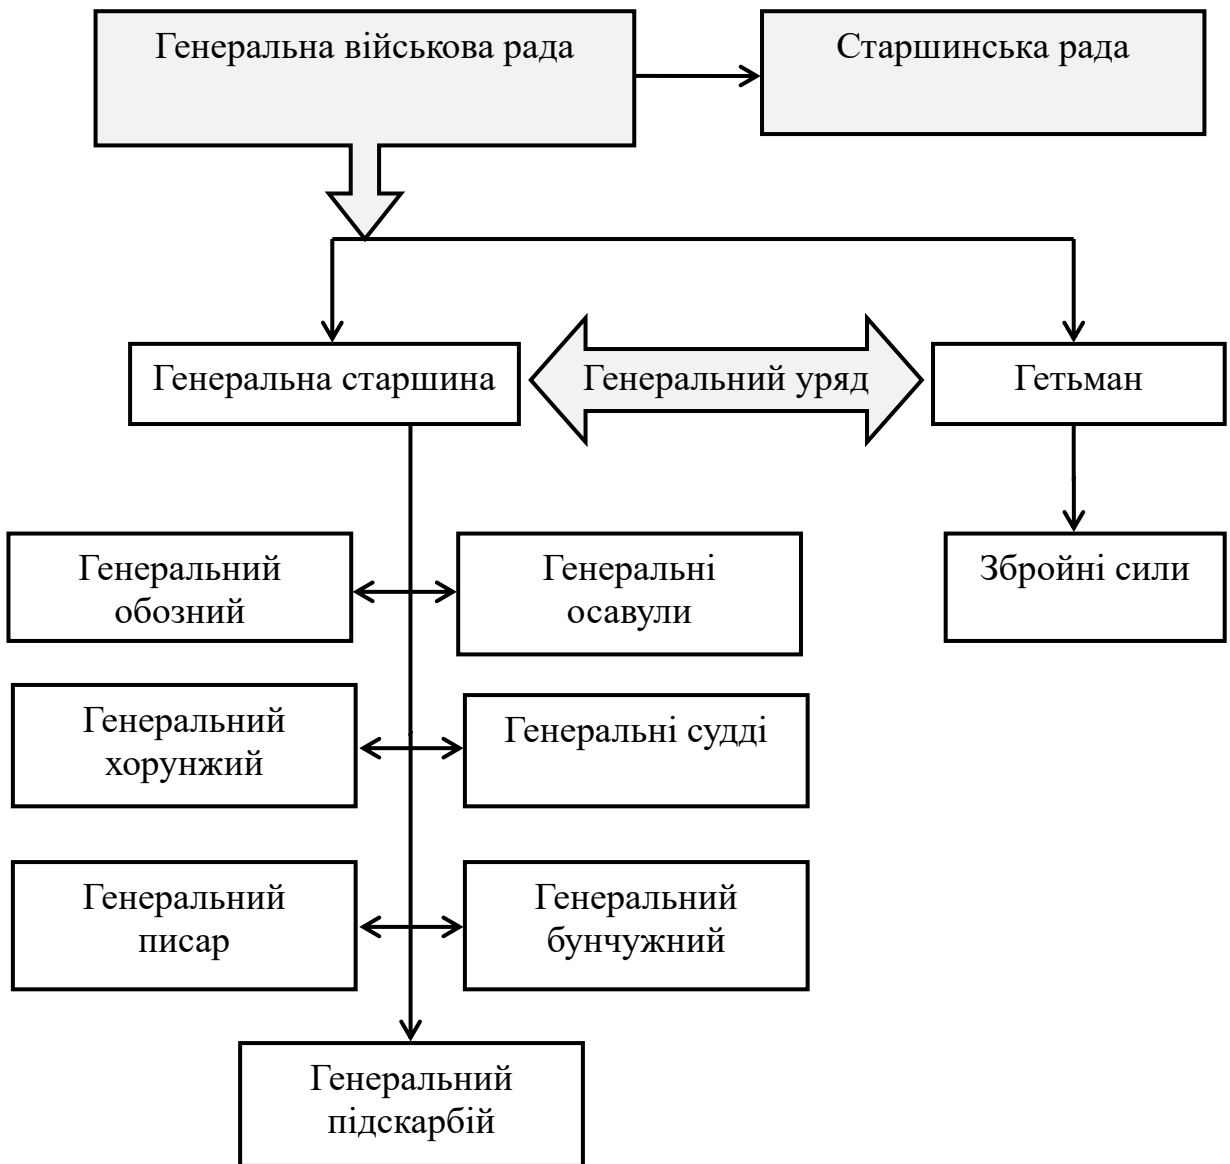 Генеральна військова рада
Старшинська рада
Генеральна старшина
Генеральний уряд
Гетьман
Генеральний
обозний
Генеральні
осавули
Збройні сили
Генеральний
хорунжий
Генеральні судді
Генеральний
писар
Генеральний
бунчужний
Генеральний
підскарбій